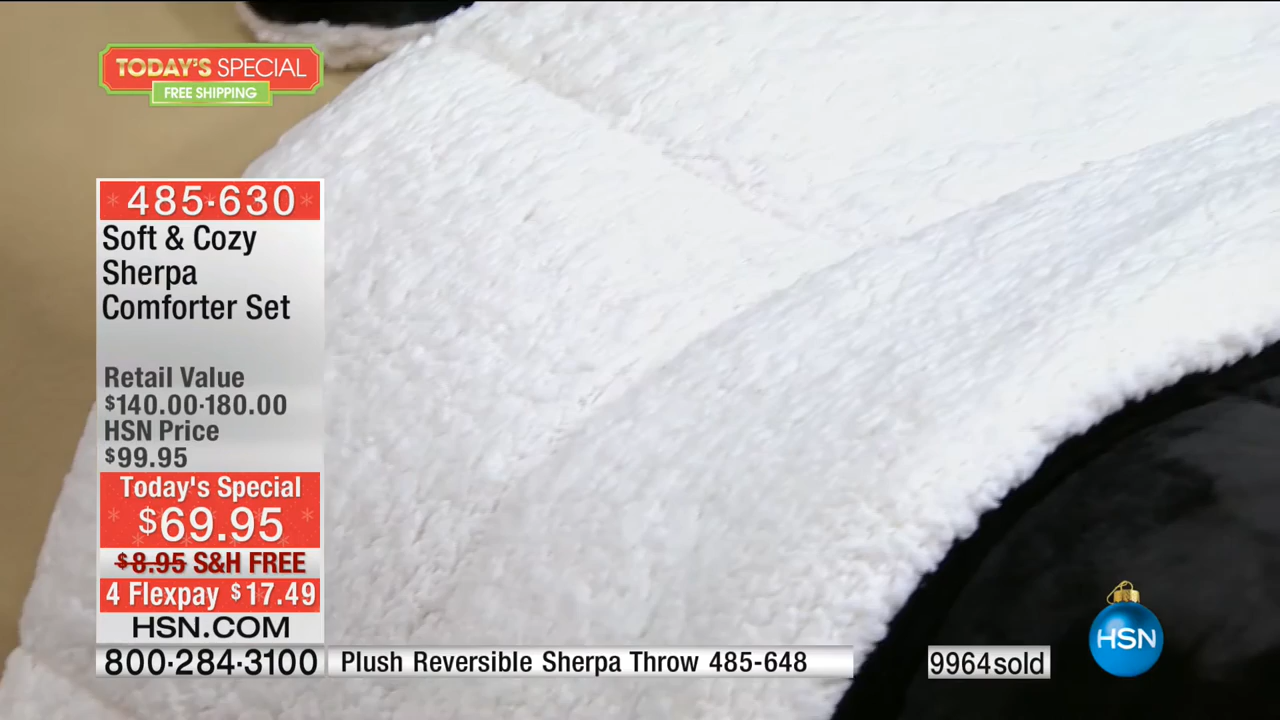 TODAY'S SPECIAL
FREE SHIPPING
485-630
Soft & Cozy
Sherpa
Comforter Set
Retail Value
$140.00-180.00
HSN Price
$99.95
Today's Special
$69.95
$8.95 S&H FREE
4 Flexpay $17.49
HSN.COM
800-284-3100
Plush Reversible Sherpa Throw 485-648
9964 sold
HSN